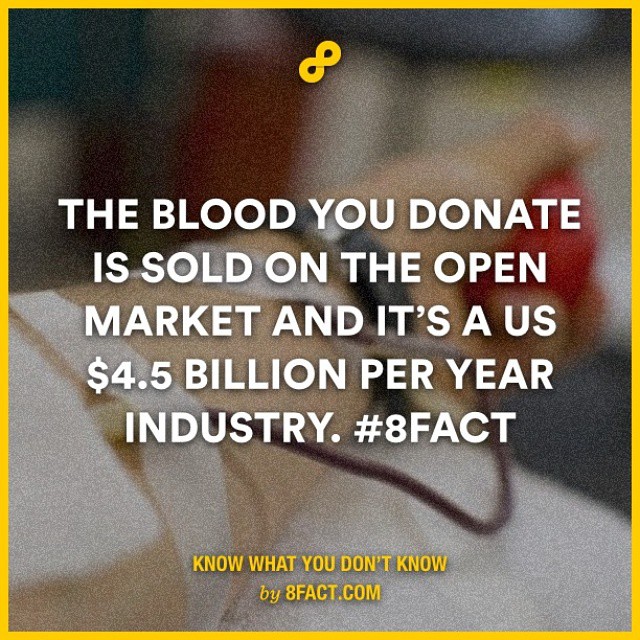 THE BLOOD YOU DONATE
IS SOLD ON THE OPEN
MARKET AND IT'S A US
$4.5 BILLION PER YEAR
INDUSTRY. #8FACT
KNOW WHAT YOU DON'T KNOW
by 8FACT.COM